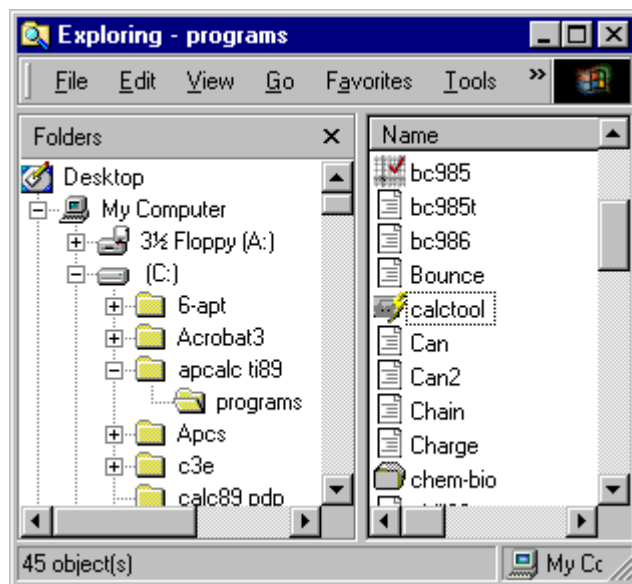 Exploring - programs
File Edit View Go Favorites Tools »
Folders
Desktop
My Computer
3½ Floppy (A:)
(C:)
6-apt
Acrobat3
apcalc ti89
programs
Apcs
c3e
calc89 pdp
Name
bc985
bc985t
bc986
Bounce
calctool
Can
Can2
Chain
Charge
chem-bio
45 object(s)
My Cc